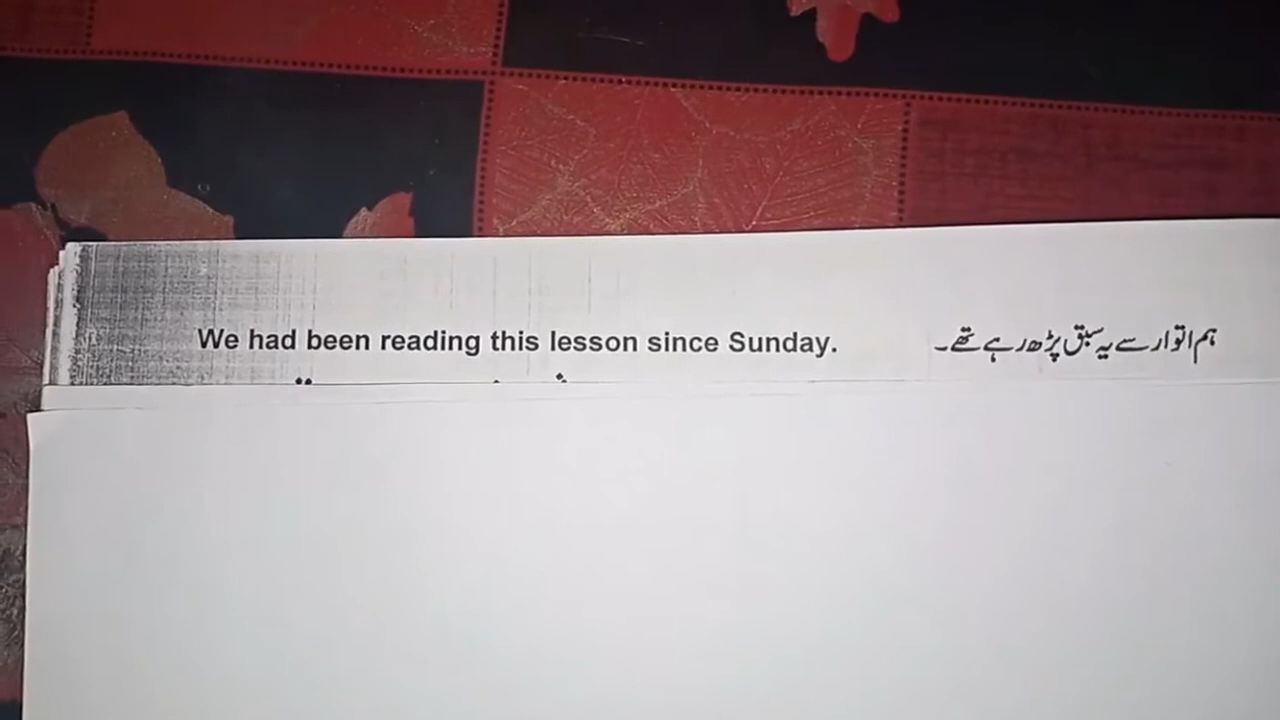 We had been reading this lesson since Sunday. ہم اتوار سے یہ سبق پڑھ رہے تھے۔